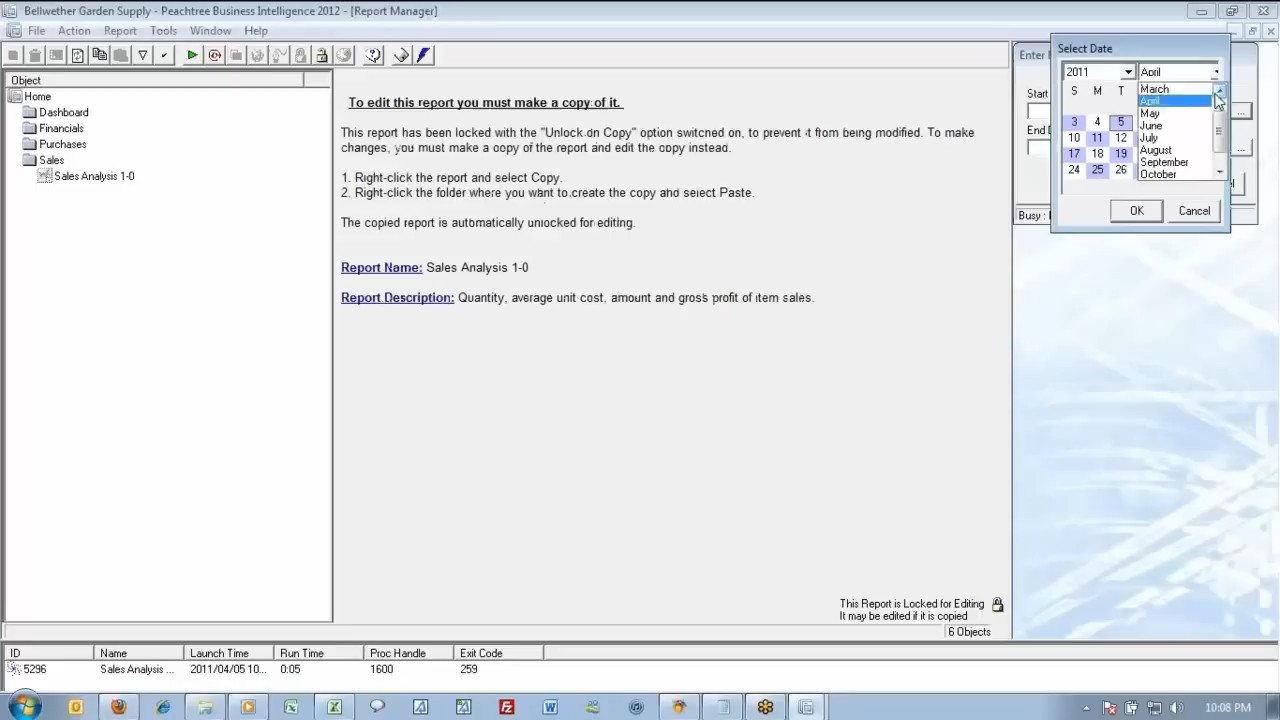 Bellwether Garden Supply - Peachtree Business Intelligence 2012 - [Report Manager]
File Action Report Tools Window Help
Object
Home
Dashboard
Financials
Purchases
Sales
Sales Analysis 1-0
To edit this report you must make a copy of it.
This report has been locked with the "Unlock on Copy" option switched on, to prevent it from being modified. To make
changes, you must make a copy of the report and edit the copy instead.
1. Right-click the report and select Copy.
2. Right-click the folder where you want to create the copy and select Paste.
The copied report is automatically unlocked for editing.
Report Name: Sales Analysis 1-0
Report Description: Quantity, average unit cost, amount and gross profit of item sales.
This Report is Locked for Editing
It may be edited if it is copied
6 Objects
Enter
Start
End D
Busy :
Select Date
2011 April
S M T
3 4 5
10 11 12
17 18 19
24 25 26
March
April
May
June
July
August
September
October
OK Cancel
ID Name Launch Time Run Time Proc Handle Exit Code
5296 Sales Analysis ... 2011/04/05 10... 0:05 1600 259
10:08 PM